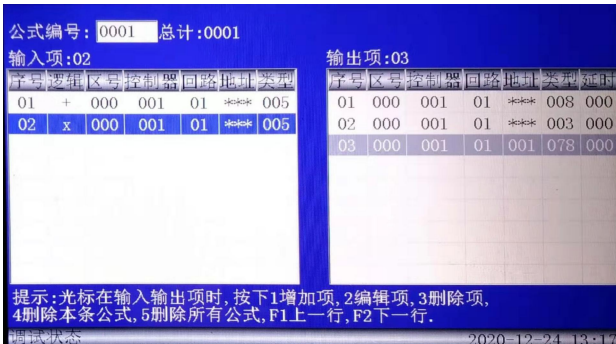 公式编号: 0001 总计:0001
输入项:02 输出项:03
序号 逻辑 区号 控制器 回路 地址 类型 序号 区号 控制器 回路 地址 类型 延时
01 + 000 001 01 *** 005 01 000 001 01 *** 008 000
02 x 000 001 01 *** 005 02 000 001 01 *** 003 000
03 000 001 01 001 078 000
提示:光标在输入输出项时,按下1增加项,2编辑项,3删除项,
4删除本条公式,5删除所有公式,F1上一行,F2下一行.
调试状态 2020-12-24 13:17